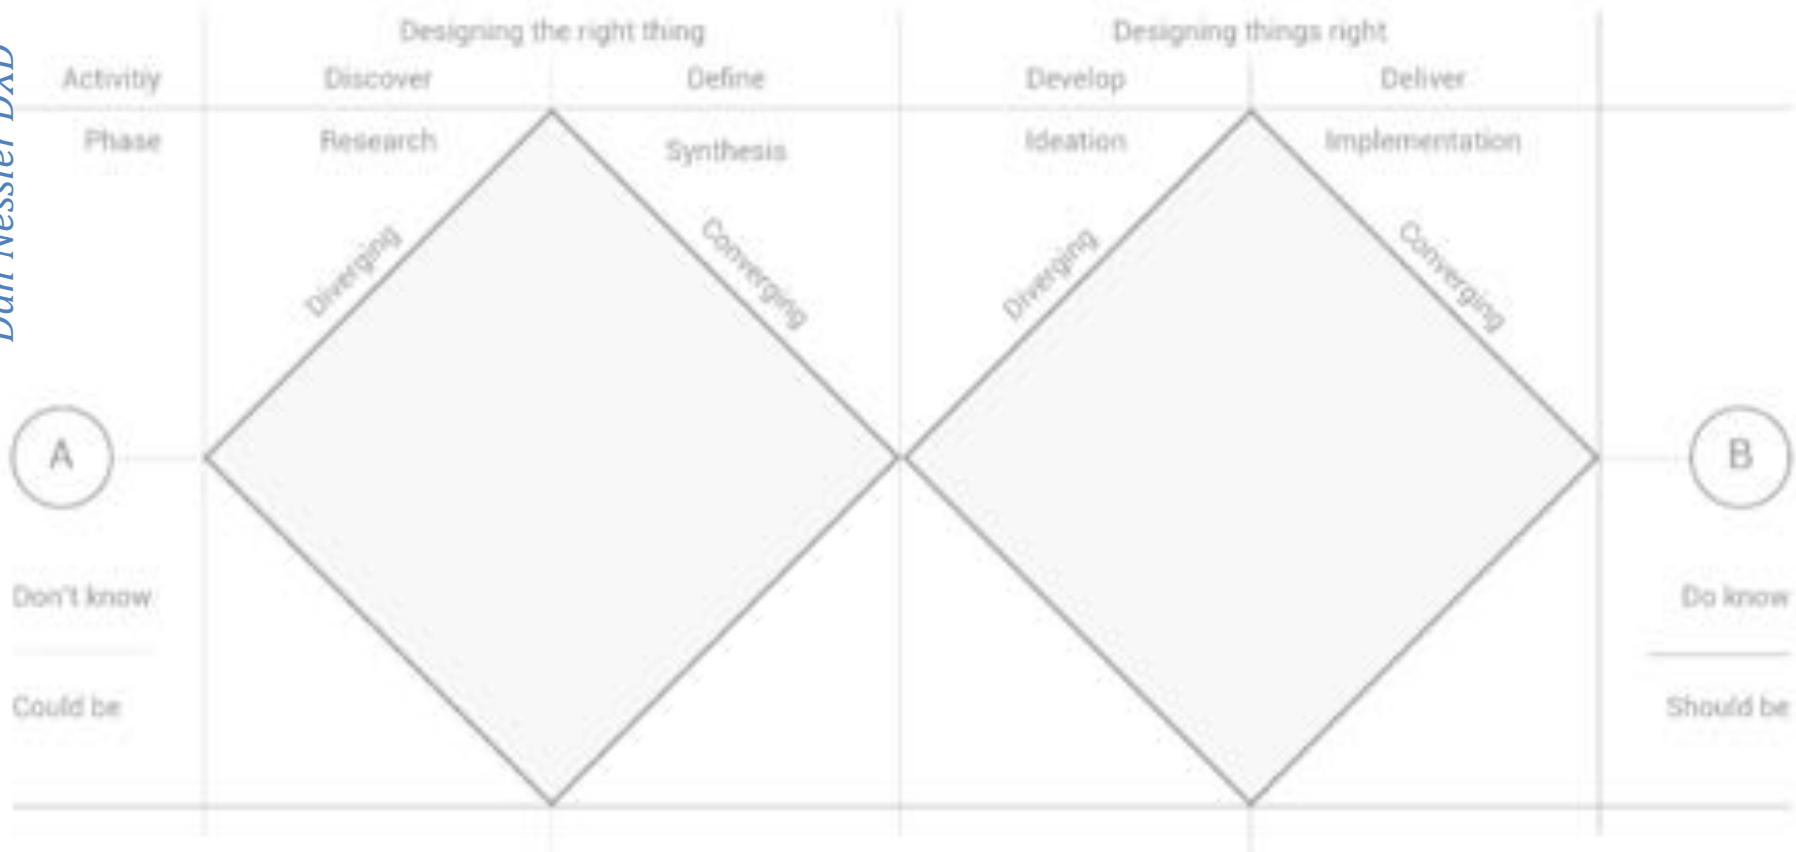 Dan Nessler DXD
Designing the right thing
Designing things right
Activitiy
Discover
Define
Develop
Deliver
Phase
Research
Synthesis
Ideation
Implementation
Diverging
Converging
Diverging
Converging
A
B
Don't know
Do know
Could be
Should be